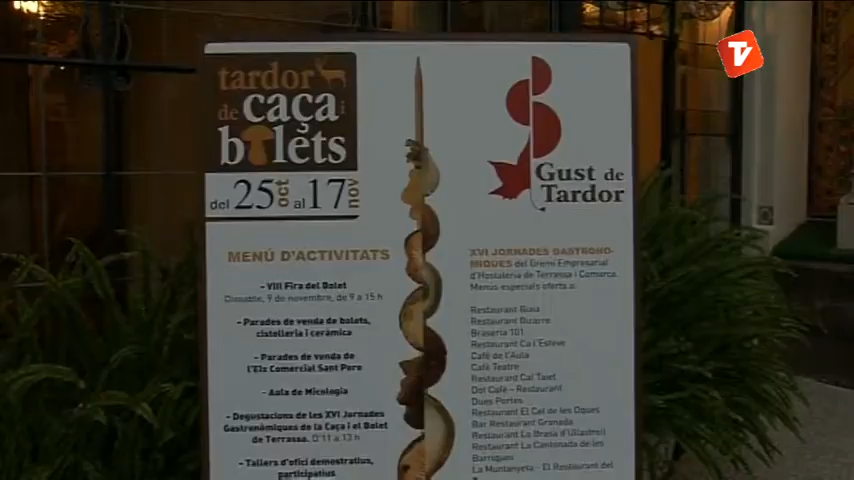 TV
tardor
de caça i
bolets
del 25 oct al 17 nov
Gust de
Tardor
MENÚ D'ACTIVITATS
- VIII Fira del Bolet
Dissabte, 9 de novembre, de 9 a 15 h
- Parades de venda de bolets,
cistelleria i ceràmica
- Parades de venda de
l'Eix Comercial Sant Pere
- Aula de Micologia
- Degustacions de les XVI Jornades
Gastronòmiques de la Caça i el Bolet
de Terrassa. D'11 a 13 h
- Tallers d'ofici demostratius,
participatius
XVI JORNADES GASTRONÒ-
MIQUES del Gremi Empresarial
d'Hostaleria de Terrassa i Comarca
Menús especials oferts a:
Restaurant
Restaurant
Braseria 101
Restaurant Ca l'Esteve
Cafè de l'Aula
Cafè Teatre
Restaurant Cal Taret
Dot Cafè - Restaurant
Dues Portes
Restaurant El Cel de les Oques
Bar Restaurant Granada
Restaurant La Brasa d'Ullastrell
Restaurant La Cantonada de les
Barriques
La Muntanyeta - El Restaurant del